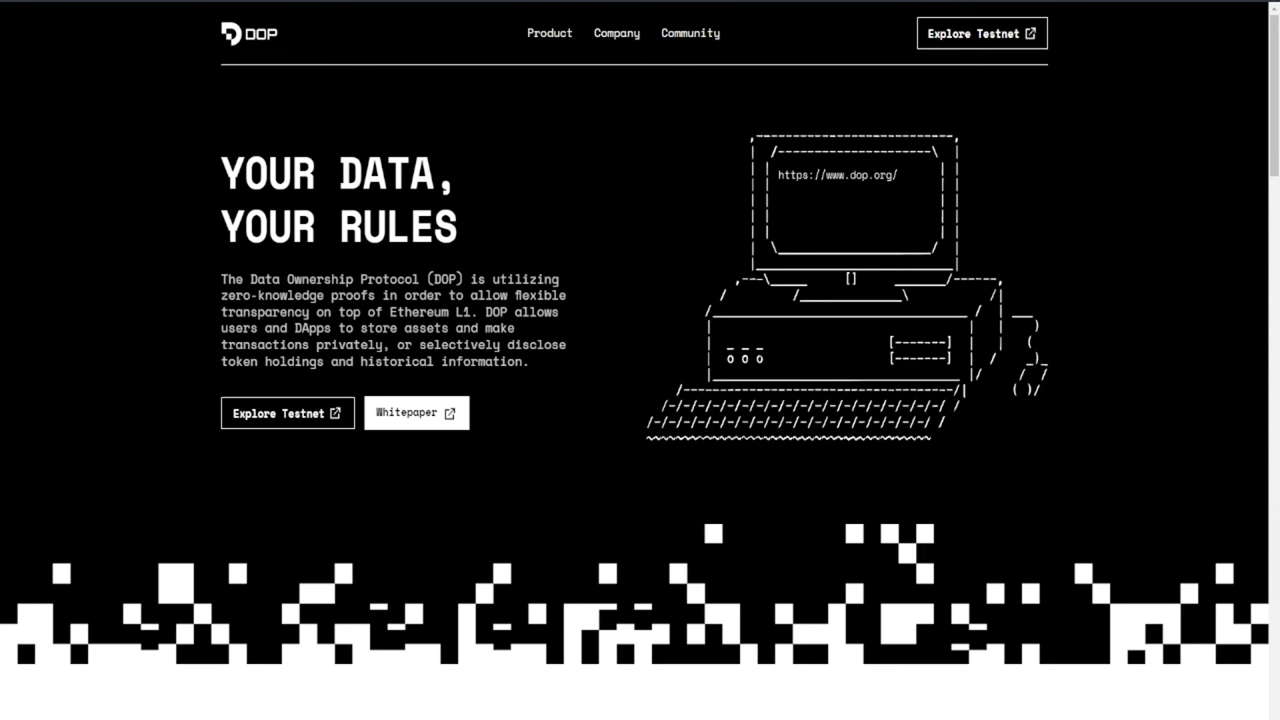 DOP
Product Company Community
Explore Testnet
YOUR DATA,
YOUR RULES
The Data Ownership Protocol (DOP) is utilizing
zero-knowledge proofs in order to allow flexible
transparency on top of Ethereum L1. DOP allows
users and DApps to store assets and make
transactions privately, or selectively disclose
token holdings and historical information.
Explore Testnet
Whitepaper
https://www.dop.org/